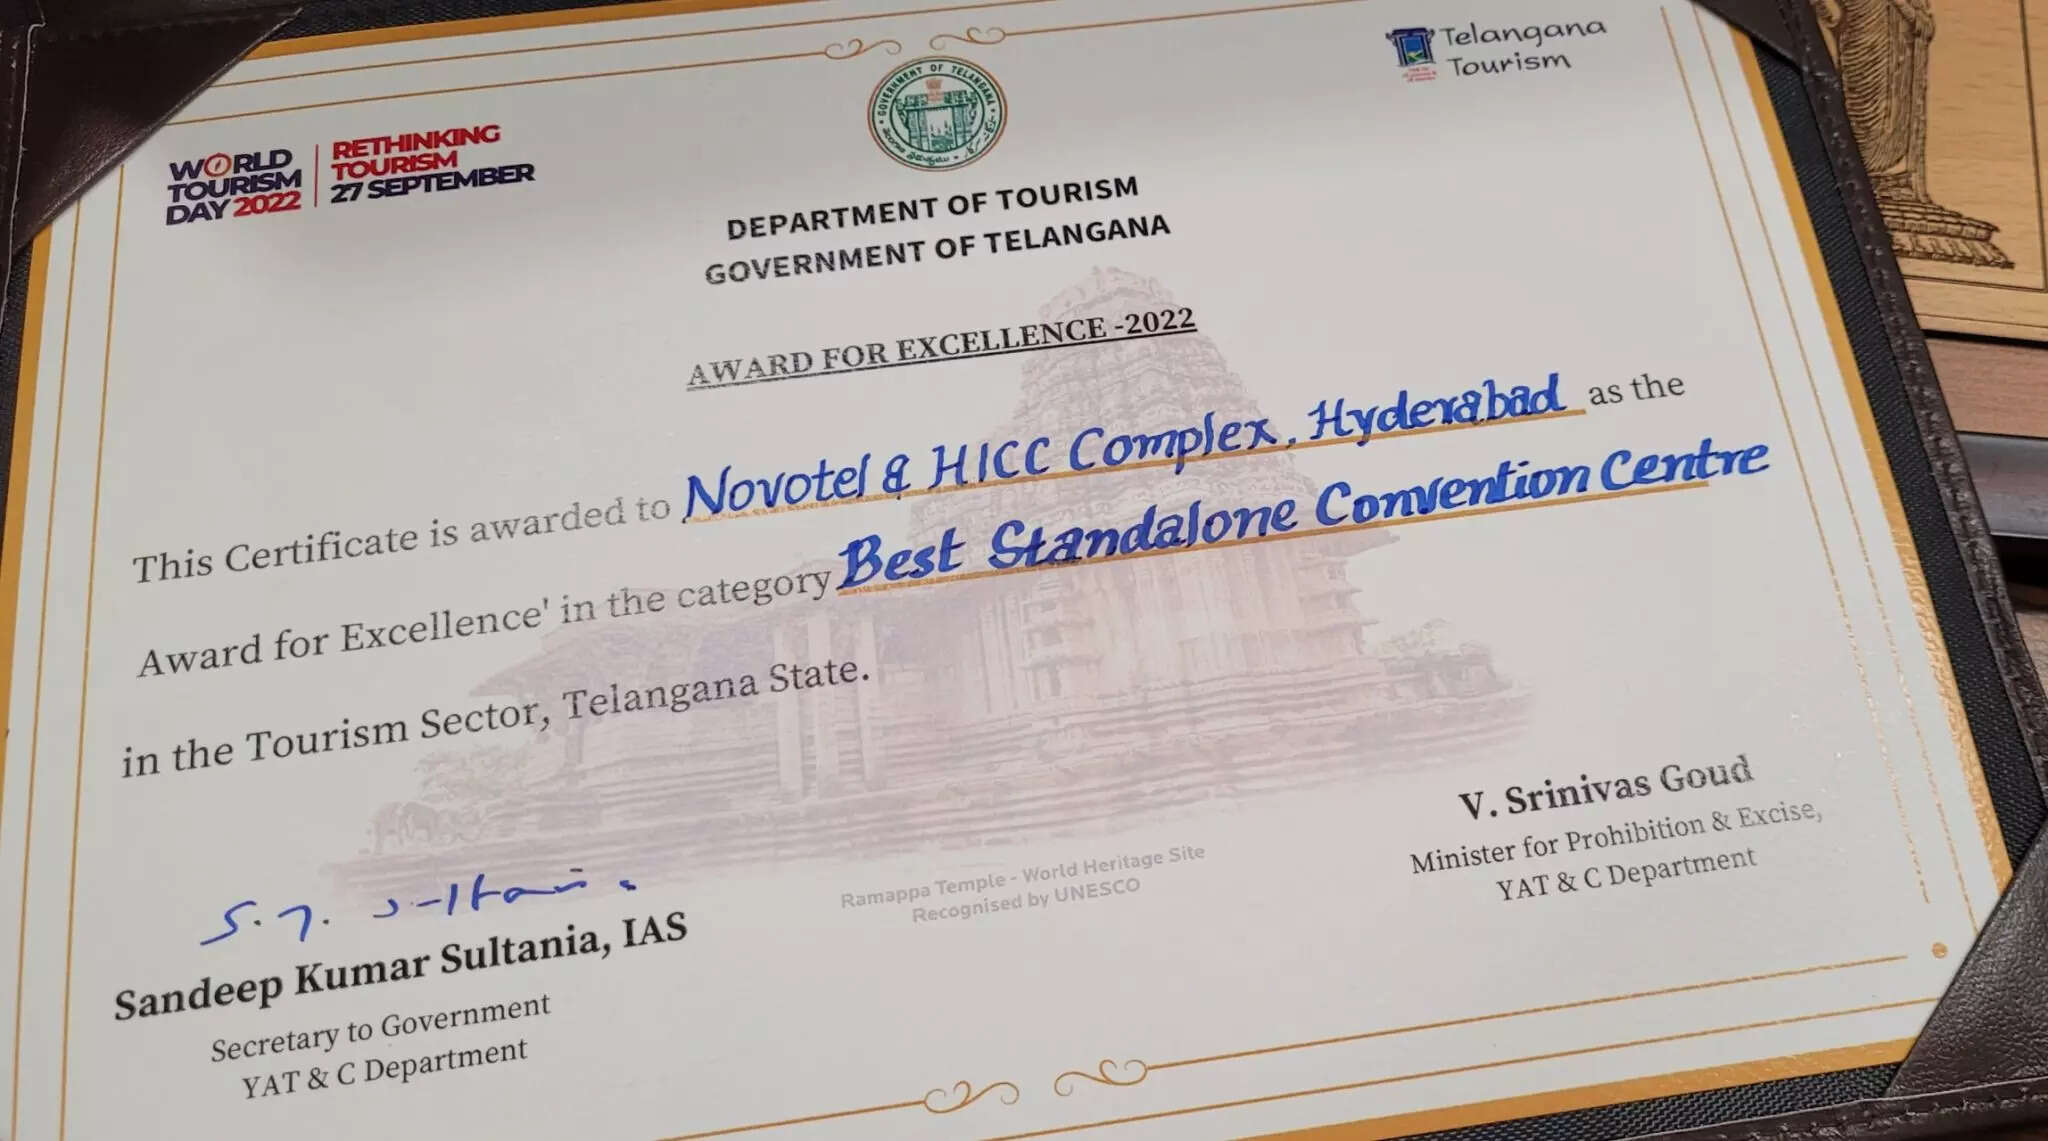 WORLD
TOURISM
DAY 2022
RETHINKING
TOURISM
27 SEPTEMBER
GOVERNMENT OF TELANGANA
Telangana
Tourism
DEPARTMENT OF TOURISM
GOVERNMENT OF TELANGANA
AWARD FOR EXCELLENCE -2022
This Certificate is awarded to Novotel & HICC Complex, Hyderabad as the
Award for Excellence' in the category Best Standalone Convention Centre
in the Tourism Sector, Telangana State.
Sandeep Kumar Sultania, IAS
Secretary to Government
YAT & C Department
Ramappa Temple - World Heritage Site
Recognised by UNESCO
V. Srinivas Goud
Minister for Prohibition & Excise,
YAT & C Department